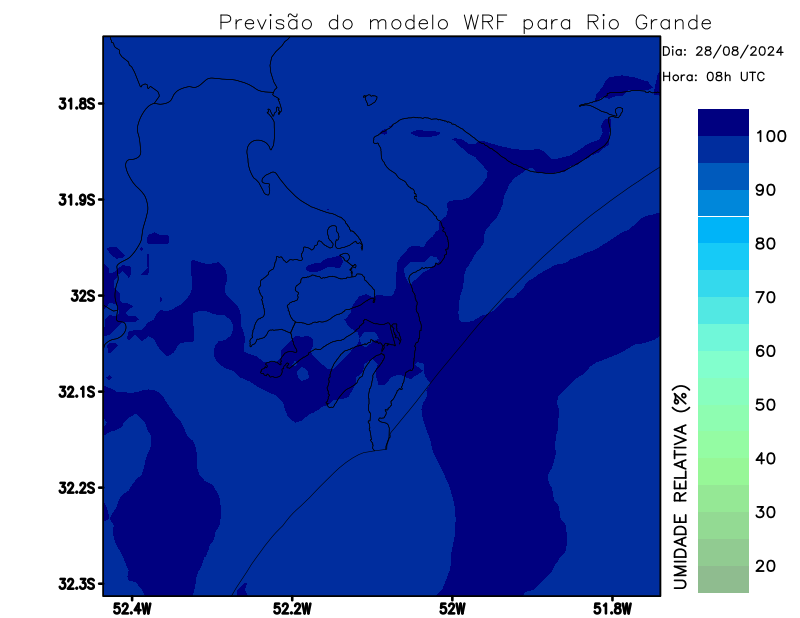 Previsão do modelo WRF para Rio Grande
Dia: 28/08/2024
Hora: 08h UTC
31.8S
31.9S
32S
32.1S
32.2S
32.3S
52.4W
52.2W
52W
51.8W
100
90
80
70
60
50
40
30
20
UMIDADE RELATIVA (%)